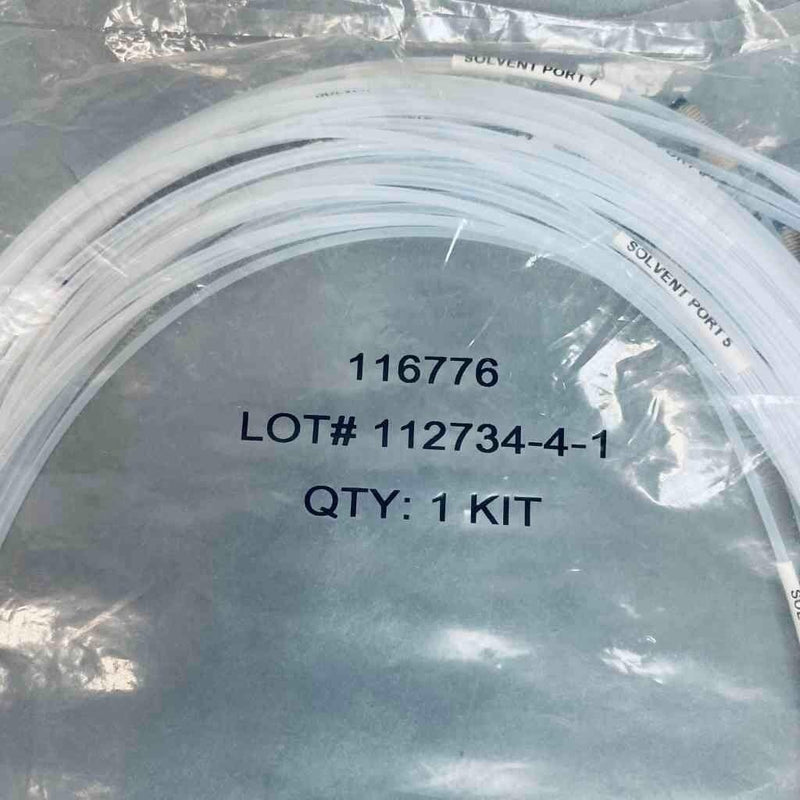 SOLVENT PORT 7
SOLVENT PORT 5
116776
LOT# 112734-4-1
QTY: 1 KIT